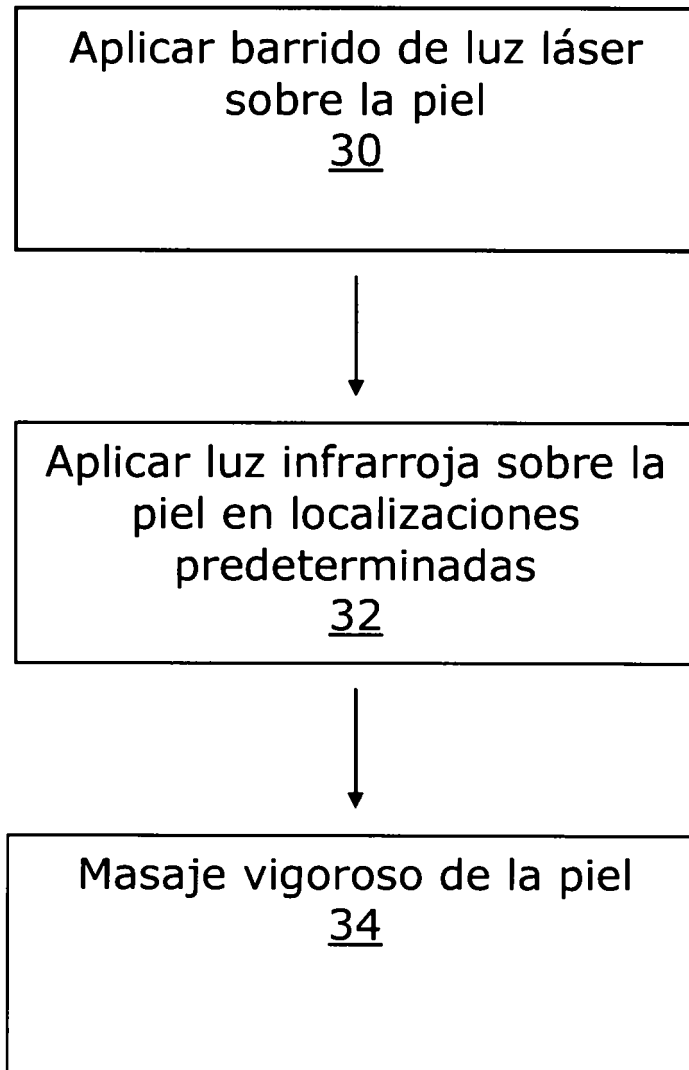 Aplicar barrido de luz láser
sobre la piel
30
Aplicar luz infrarroja sobre la
piel en localizaciones
predeterminadas
32
Masaje vigoroso de la piel
34